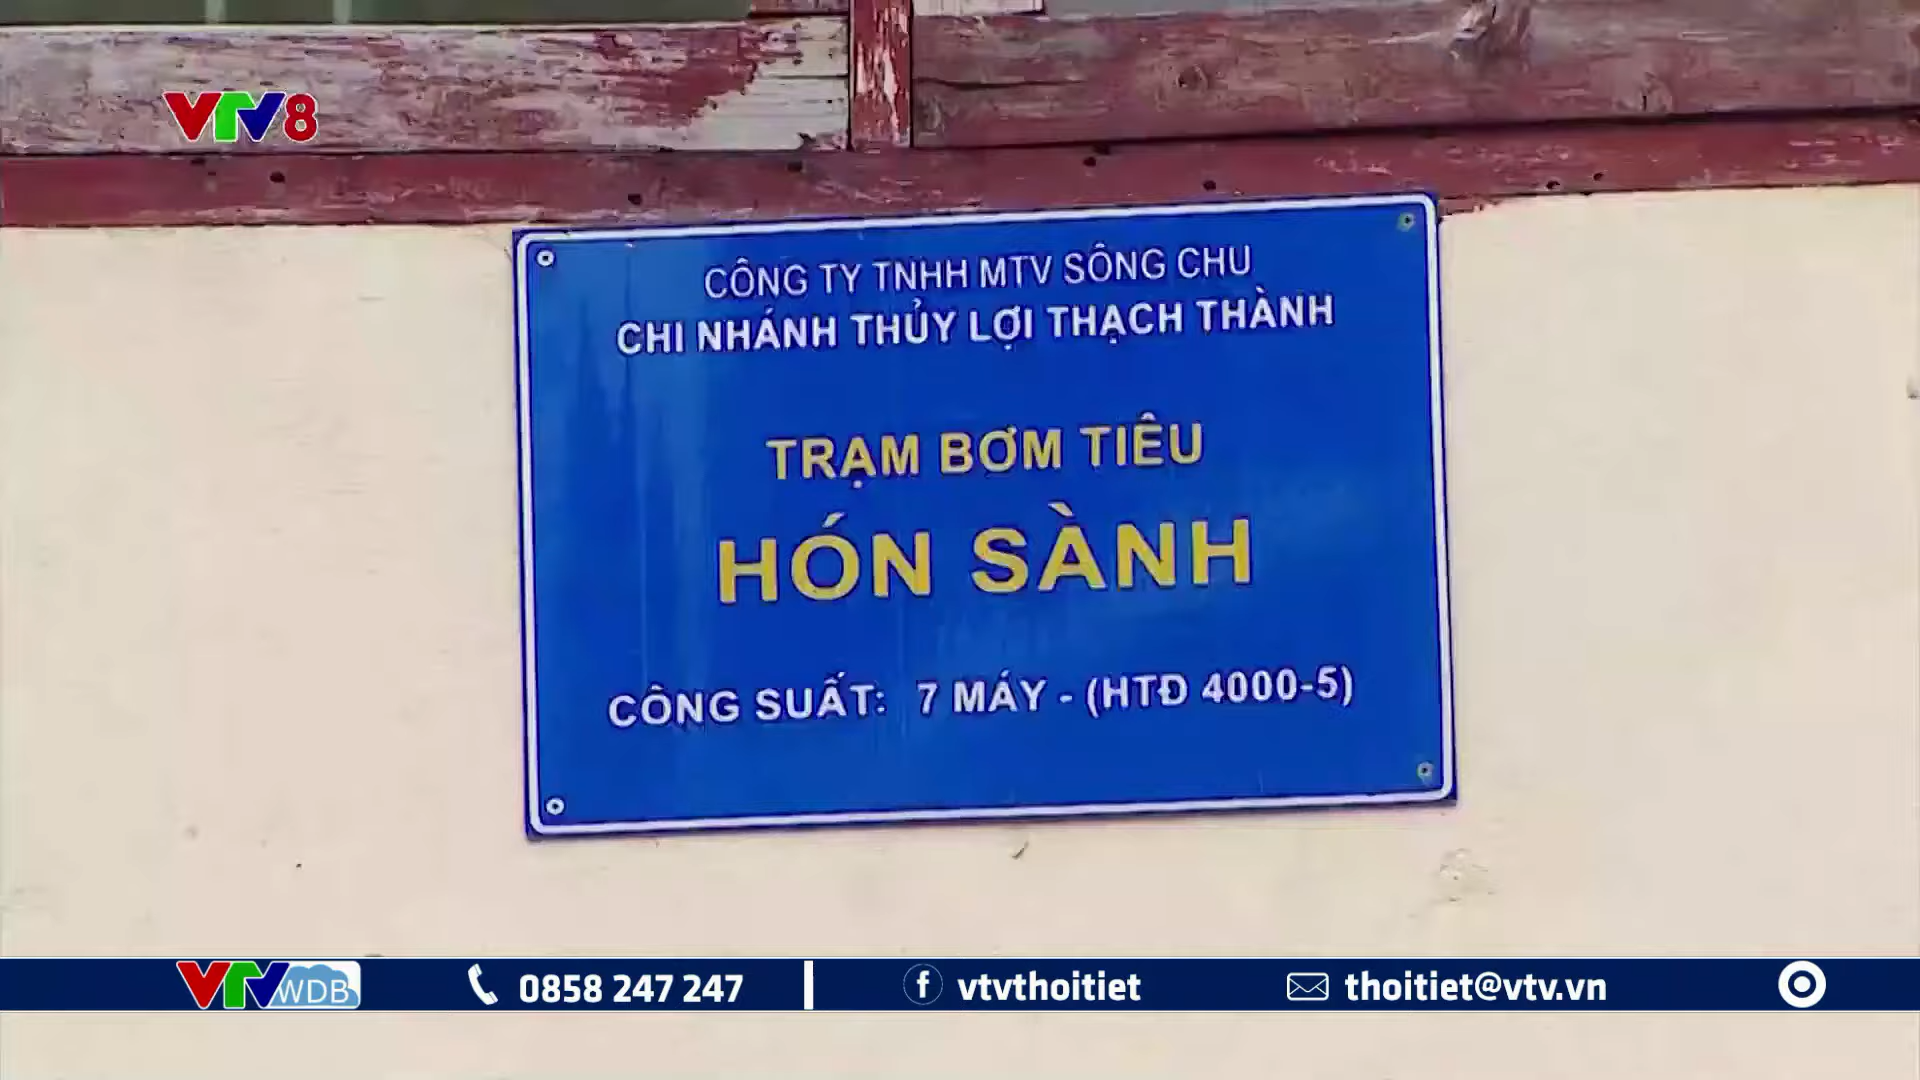 VTV8
CÔNG TY TNHH MTV SÔNG CHU
CHI NHÁNH THỦY LỢI THẠCH THÀNH
TRẠM BƠM TIÊU
HÓN SÀNH
CÔNG SUẤT: 7 MÁY - (HTĐ 4000-5)
VTV WDB 0858 247 247 vtvthoitiet thoitiet@vtv.vn